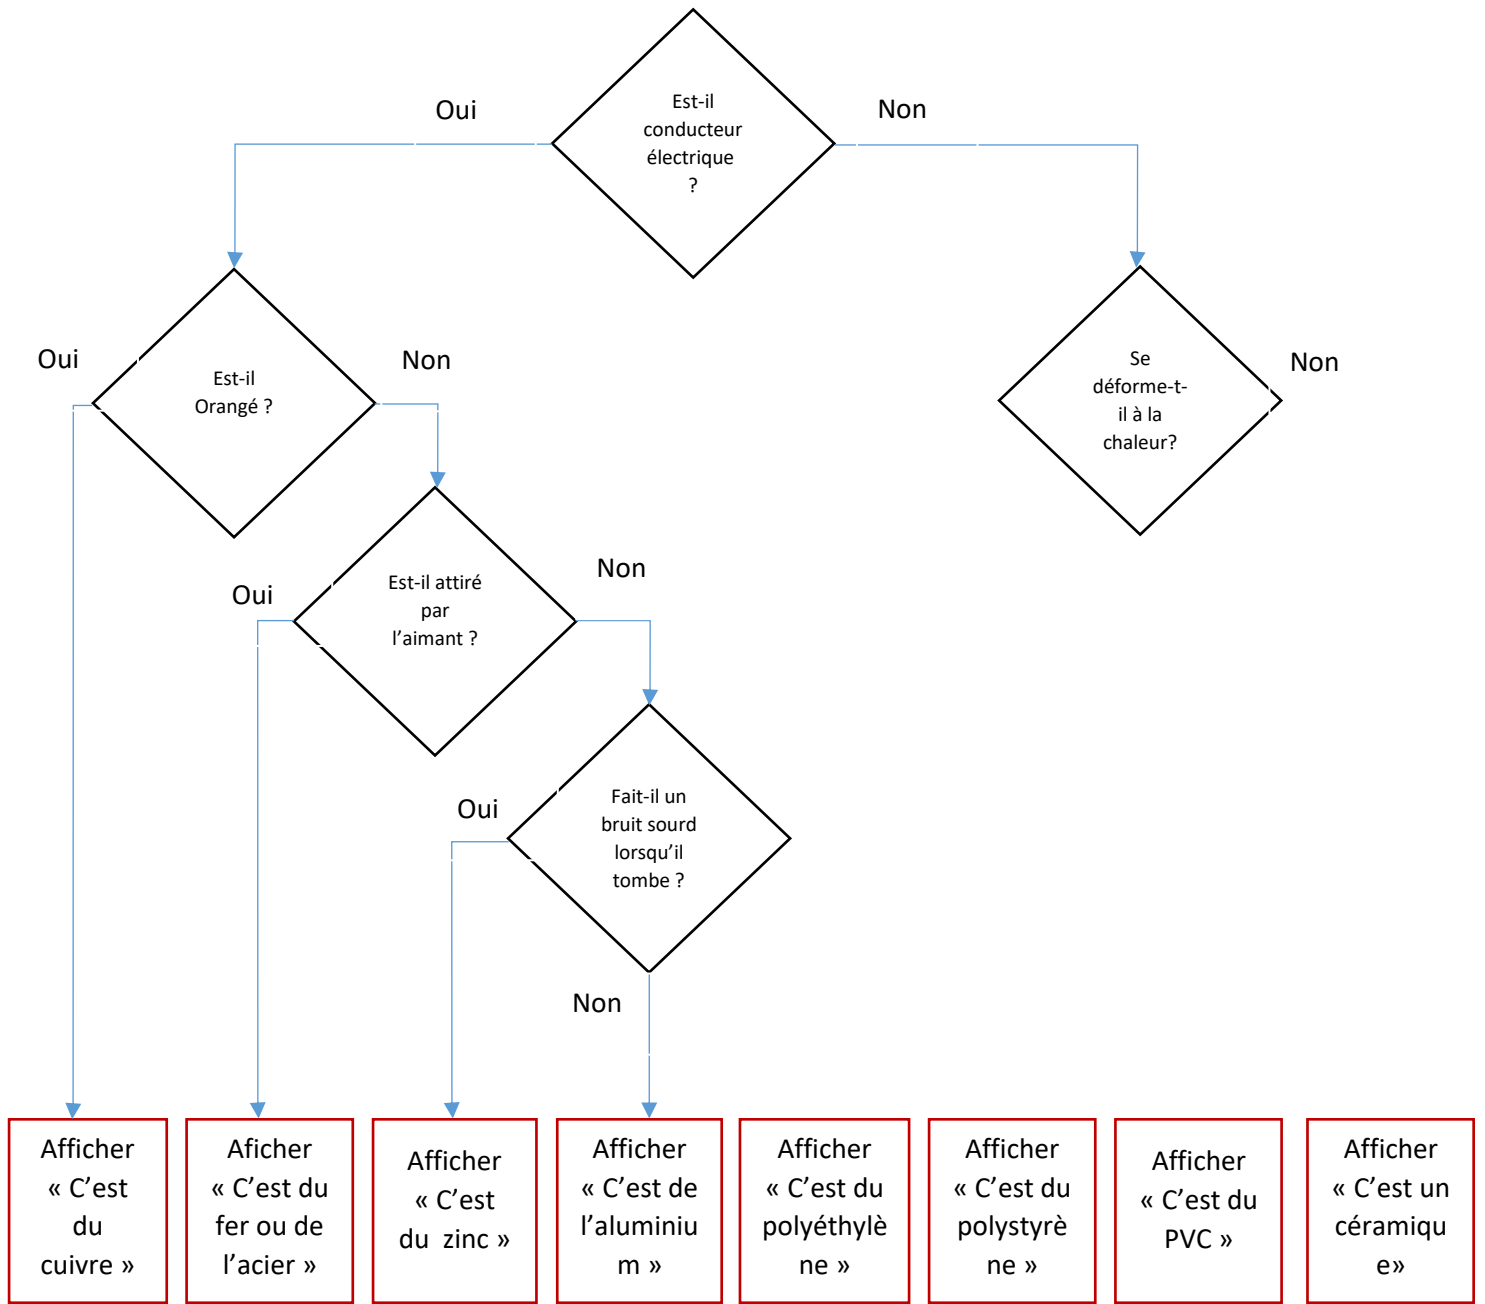 Est-il
conducteur
électrique
?
Oui
Non
Est-il
Orangé ?
Oui
Non
Se
déforme-t-
il à la
chaleur?
Non
Est-il attiré
par
l’aimant ?
Oui
Non
Fait-il un
bruit sourd
lorsqu’il
tombe ?
Oui
Non
Afficher
« C’est
du
cuivre »
Aficher
« C’est du
fer ou de
l’acier »
Afficher
« C’est
du  zinc »
Afficher
« C’est de
l’aluminiu
m »
Afficher
« C’est du
polyéthylè
ne »
Afficher
« C’est du
polystyrè
ne »
Afficher
« C’est du
PVC »
Afficher
« C’est un
céramiqu
e»